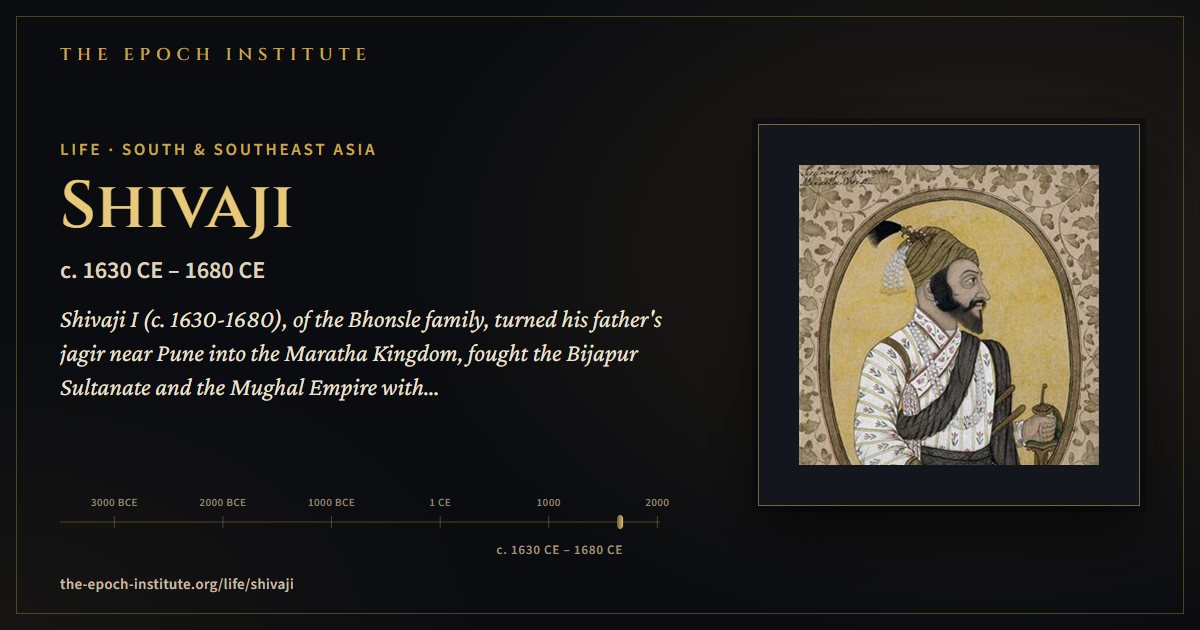 THE EPOCH INSTITUTE
LIFE · SOUTH & SOUTHEAST ASIA
SHIVAJI
c. 1630 CE – 1680 CE
Shivaji I (c. 1630-1680), of the Bhonsle family, turned his father's
jagir near Pune into the Maratha Kingdom, fought the Bijapur
Sultanate and the Mughal Empire with...
3000 BCE 2000 BCE 1000 BCE 1 CE 1000 2000
c. 1630 CE – 1680 CE
the-epoch-institute.org/life/shivaji